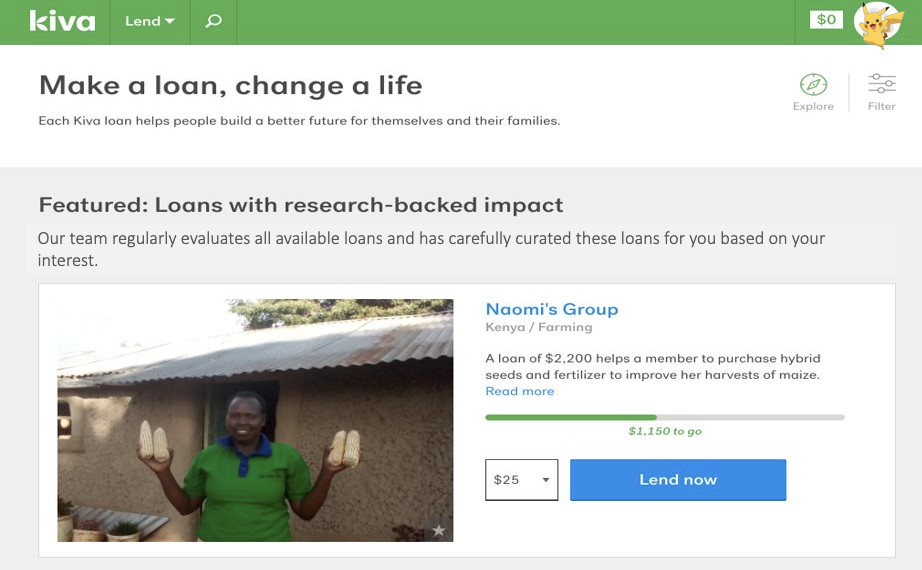 kiva
Lend
$0
Make a loan, change a life
Each Kiva loan helps people build a better future for themselves and their families.
Explore
Filter
Featured: Loans with research-backed impact
Our team regularly evaluates all available loans and has carefully curated these loans for you based on your
interest.
Naomi's Group
Kenya / Farming
A loan of $2,200 helps a member to purchase hybrid
seeds and fertilizer to improve her harvests of maize.
Read more
$1,150 to go
$25
Lend now